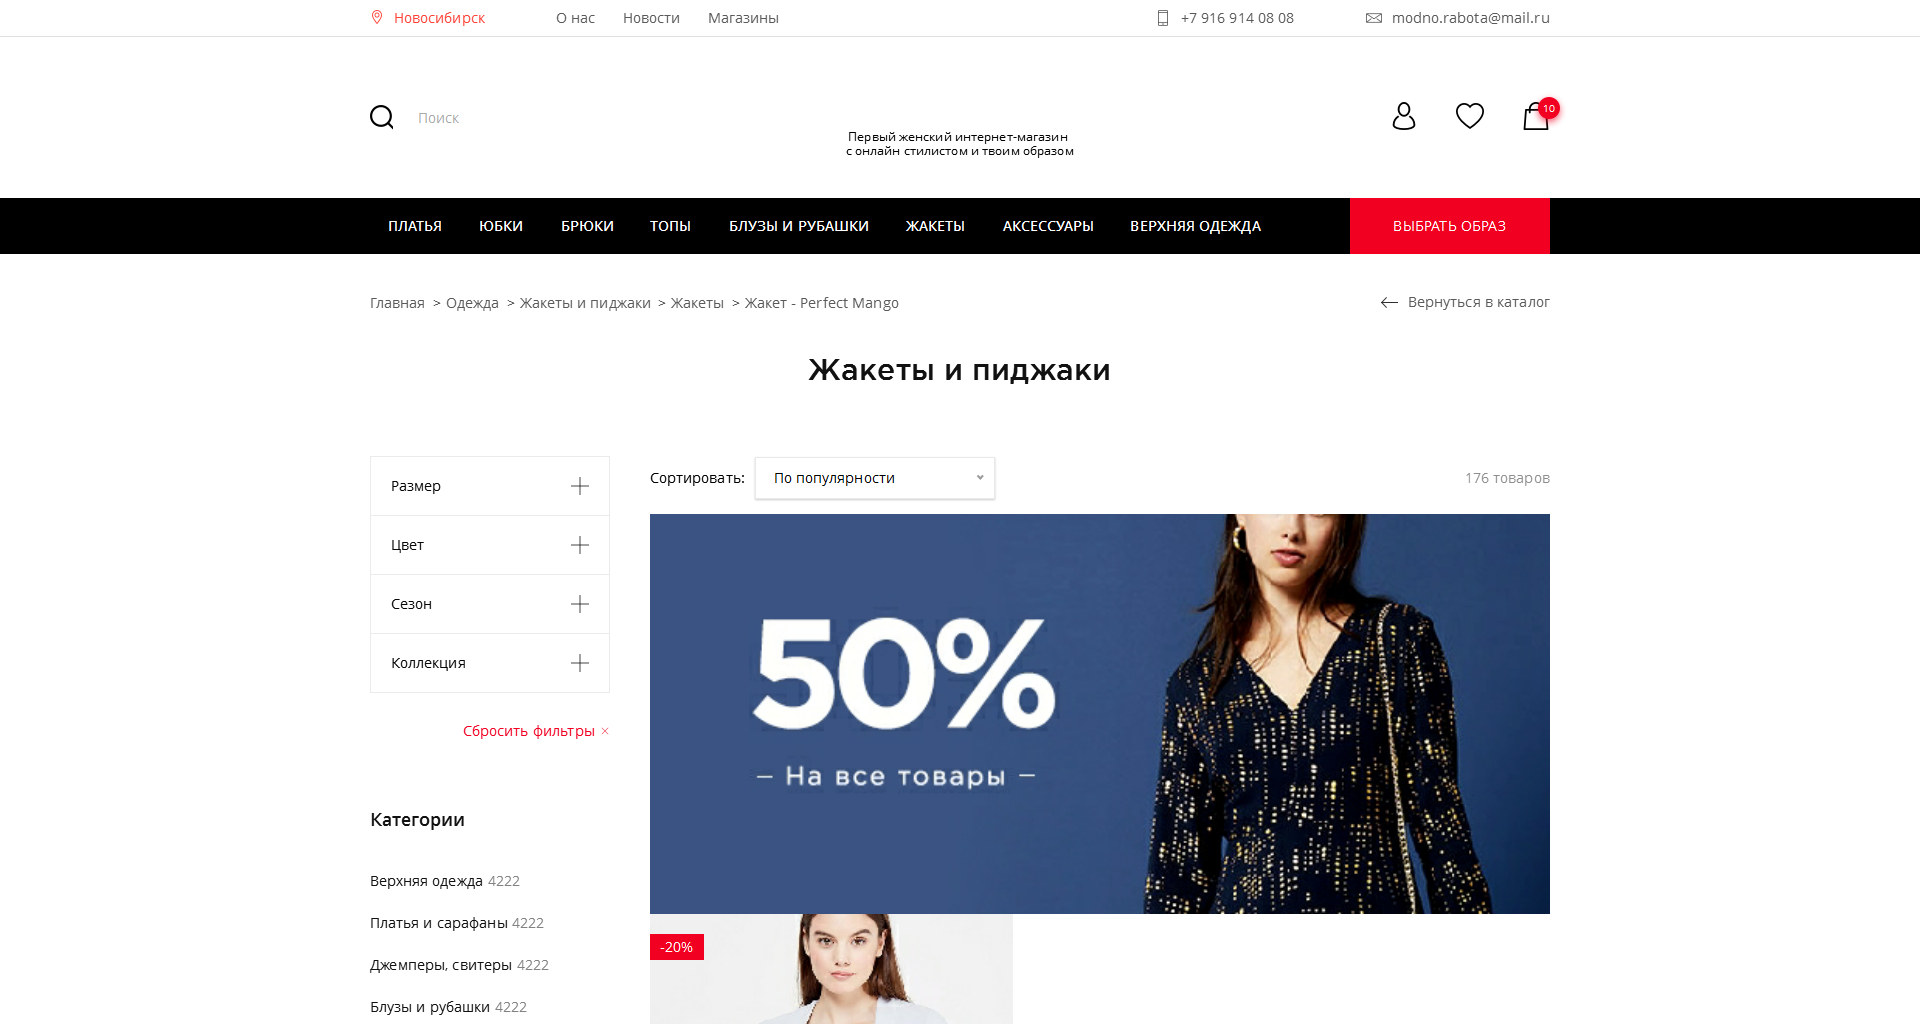 Новосибирск
О нас
Новости
Магазины
+7 916 914 08 08
modno.rabota@mail.ru
Поиск
Первый женский интернет-магазин
с онлайн стилистом и твоим образом
10
ПЛАТЬЯ
ЮБКИ
БРЮКИ
ТОПЫ
БЛУЗЫ И РУБАШКИ
ЖАКЕТЫ
АКСЕССУАРЫ
ВЕРХНЯЯ ОДЕЖДА
ВЫБРАТЬ ОБРАЗ
Главная > Одежда > Жакеты и пиджаки > Жакеты > Жакет - Perfect Mango
Вернуться в каталог
Жакеты и пиджаки
Размер
Цвет
Сезон
Коллекция
Сбросить фильтры ×
Сортировать:
По популярности
176 товаров
50%
– На все товары –
-20%
Категории
Верхняя одежда 4222
Платья и сарафаны 4222
Джемперы, свитеры 4222
Блузы и рубашки 4222